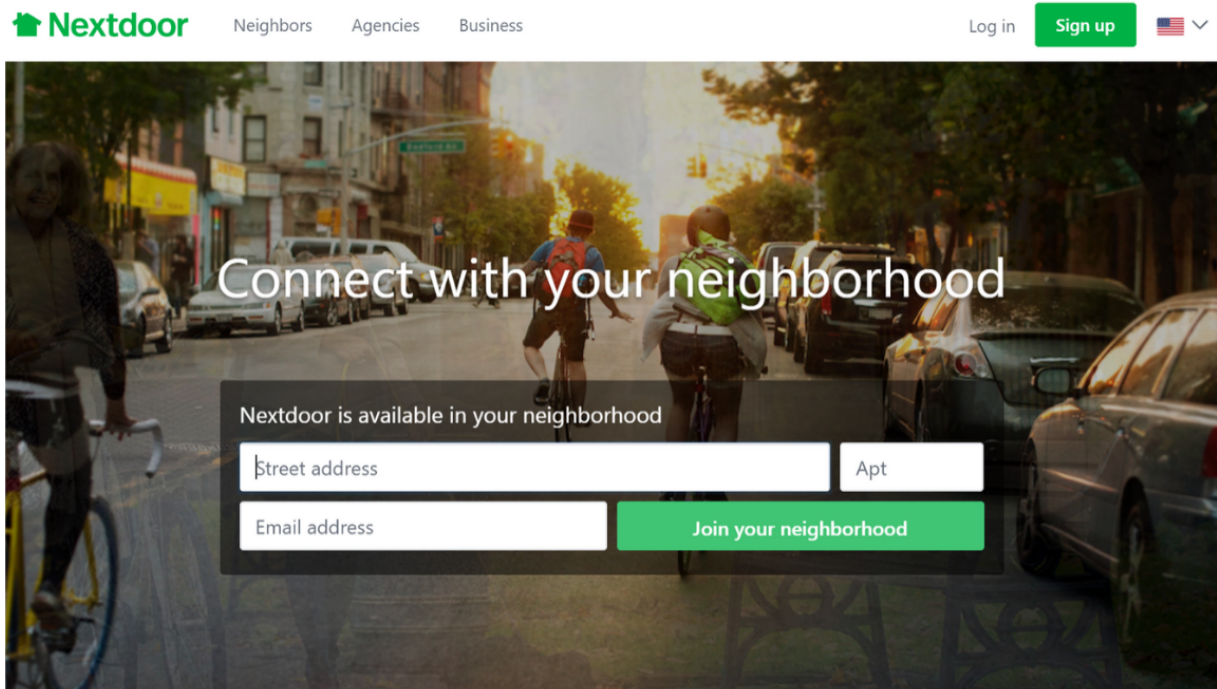 Nextdoor Neighbors Agencies Business Log in Sign up
Connect with your neighborhood
Nextdoor is available in your neighborhood
Street address Apt
Email address Join your neighborhood